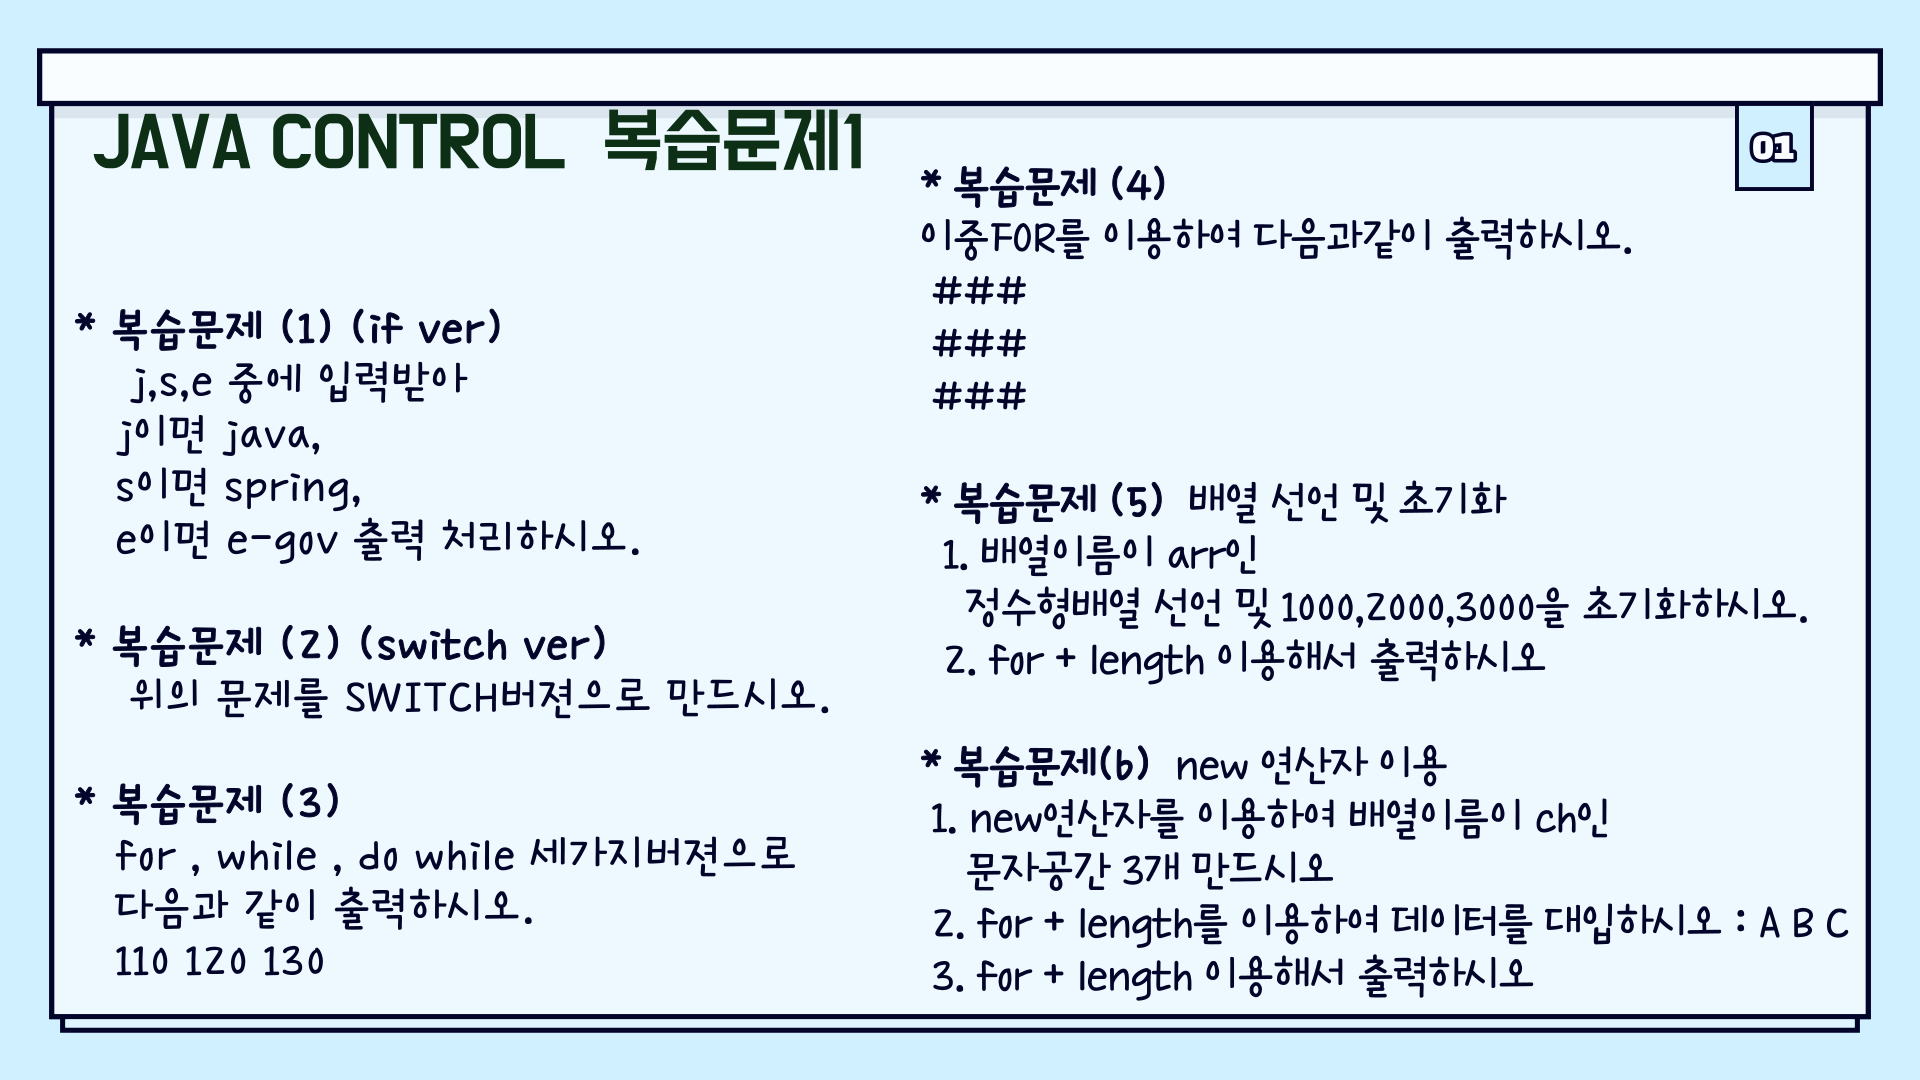 JAVA CONTROL 복습문제1
01
* 복습문제 (1) (if ver)
j,s,e 중에 입력받아
j이면 java,
s이면 spring,
e이면 e-gov 출력 처리하시오.
* 복습문제 (2) (switch ver)
위의 문제를 SWITCH버젼으로 만드시오.
* 복습문제 (3)
for , while , do while 세가지버젼으로
다음과 같이 출력하시오.
110 120 130
* 복습문제 (4)
이중FOR를 이용하여 다음과같이 출력하시오.
###
###
###
* 복습문제 (5) 배열 선언 및 초기화
1. 배열이름이 arr인
정수형배열 선언 및 1000,2000,3000을 초기화하시오.
2. for + length 이용해서 출력하시오
* 복습문제(6) new 연산자 이용
1. new연산자를 이용하여 배열이름이 ch인
문자공간 3개 만드시오
2. for + length를 이용하여 데이터를 대입하시오 : A B C
3. for + length 이용해서 출력하시오